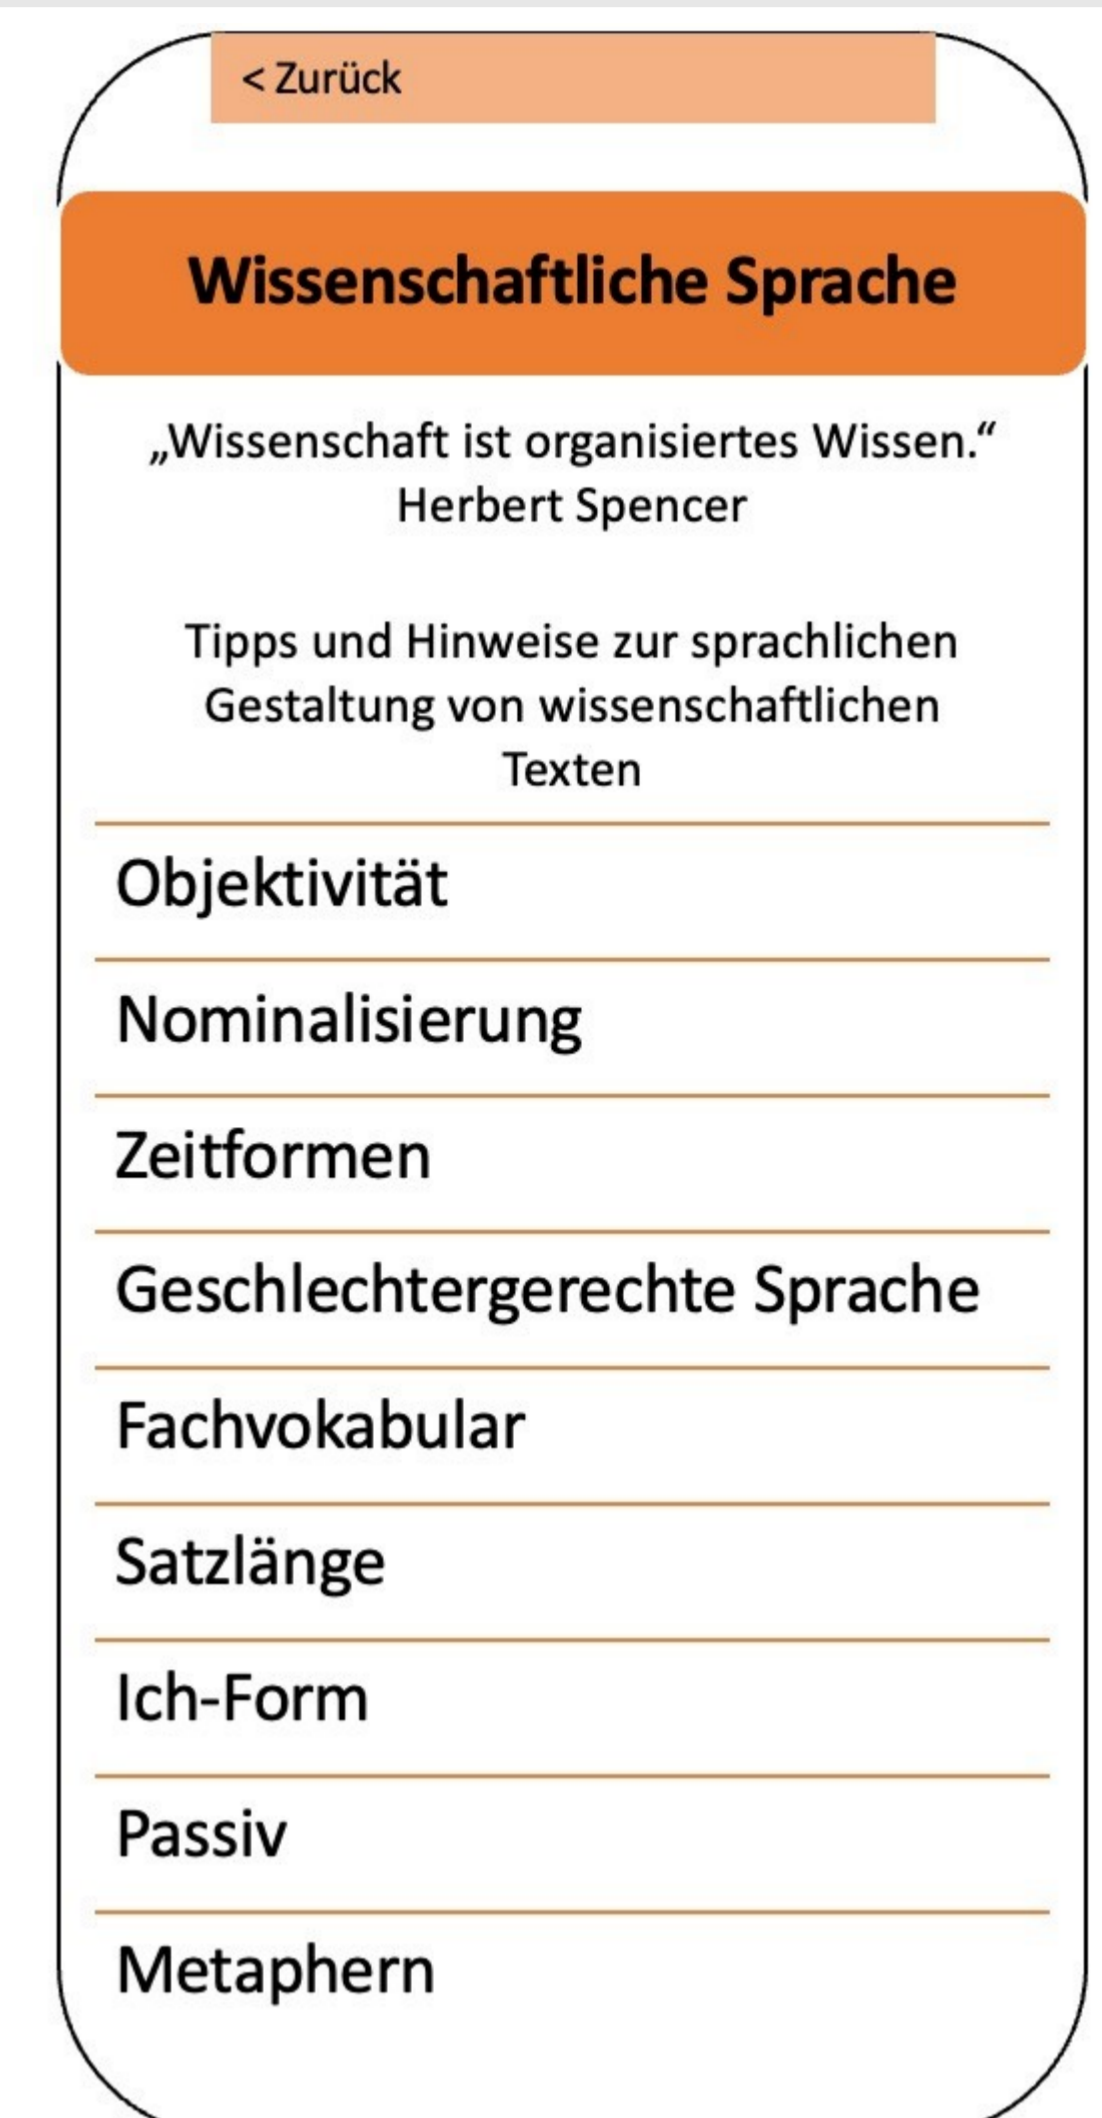 < Zurück
Wissenschaftliche Sprache
„Wissenschaft ist organisiertes Wissen.“
Herbert Spencer
Tipps und Hinweise zur sprachlichen
Gestaltung von wissenschaftlichen
Texten
Objektivität
Nominalisierung
Zeitformen
Geschlechtergerechte Sprache
Fachvokabular
Satzlänge
Ich-Form
Passiv
Metaphern